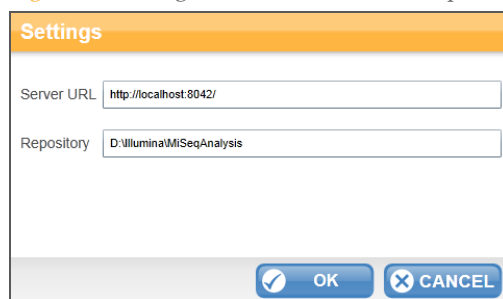 Settings
Server URL http://localhost:8042/
Repository D:\Illumina\MiSeqAnalysis
OK CANCEL